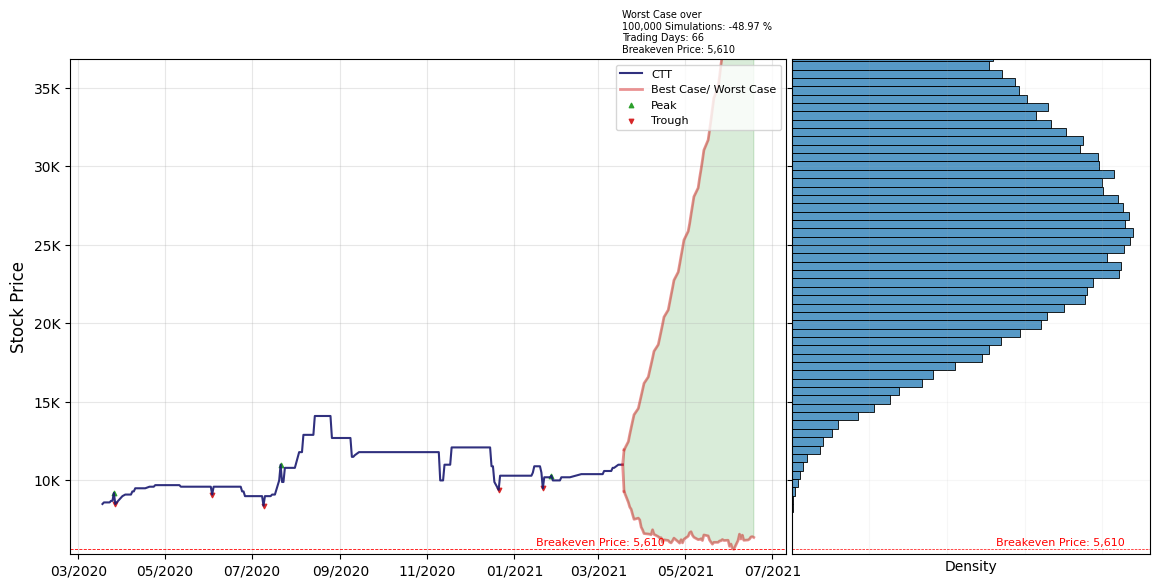 Worst Case over
100,000 Simulations: -48.97 %
Trading Days: 66
Breakeven Price: 5,610
CTT
Best Case/ Worst Case
Peak
Trough
Stock Price
35K
30K
25K
20K
15K
10K
Breakeven Price: 5,610
Breakeven Price: 5,610
03/2020 05/2020 07/2020 09/2020 11/2020 01/2021 03/2021 05/2021 07/2021
Density